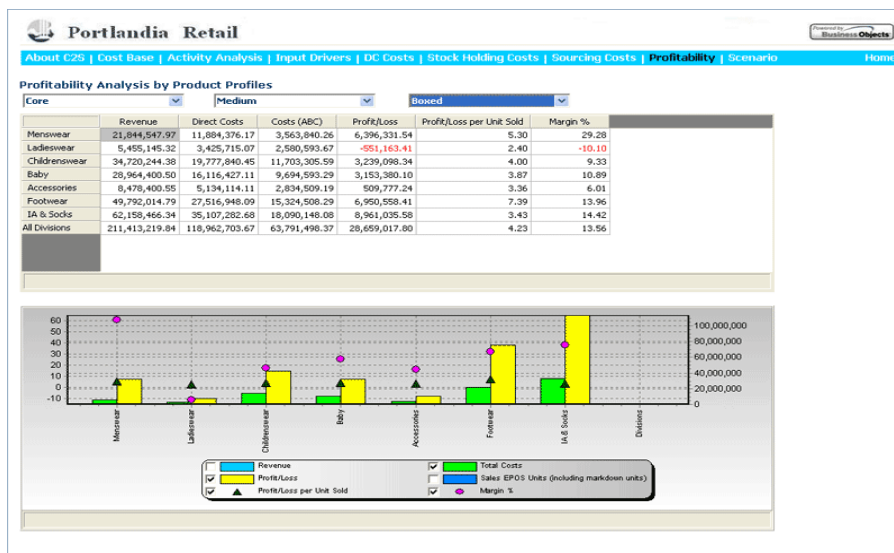 Portlandia Retail
Powered by
Business Objects
About C2S | Cost Base | Activity Analysis | Input Drivers | DC Costs | Stock Holding Costs | Sourcing Costs | Profitability | Scenario Home
Profitability Analysis by Product Profiles
Core Medium Boxed
Revenue Direct Costs Costs (ABC) Profit/Loss Profit/Loss per Unit Sold Margin %
Menswear 21,844,547.97 11,884,376.17 3,563,840.26 6,396,331.54 5.30 29.28
Ladieswear 5,455,145.32 3,425,715.07 2,580,593.67 -551,163.41 2.40 -10.10
Childrenswear 34,720,244.38 19,777,840.45 11,703,305.59 3,239,098.34 4.00 9.33
Baby 28,964,400.50 16,116,427.11 9,694,593.29 3,153,380.10 3.87 10.89
Accessories 8,478,400.55 5,134,114.11 2,834,509.19 509,777.24 3.36 6.01
Footwear 49,792,014.79 27,516,948.09 15,324,508.29 6,950,558.41 7.39 13.96
IA & Socks 62,158,466.34 35,107,282.68 18,090,148.08 8,961,035.58 3.43 14.42
All Divisions 211,413,219.84 118,962,703.67 63,791,498.37 28,659,017.80 4.23 13.56
60
50
40
30
20
10
0
-10
100,000,000
80,000,000
60,000,000
40,000,000
20,000,000
0
Menswear
Ladieswear
Childrenswear
Baby
Accessories
Footwear
IA & Socks
Divisions
Revenue Total Costs
Profit/Loss Sales EPOS Units (including markdown units)
Profit/Loss per Unit Sold Margin %